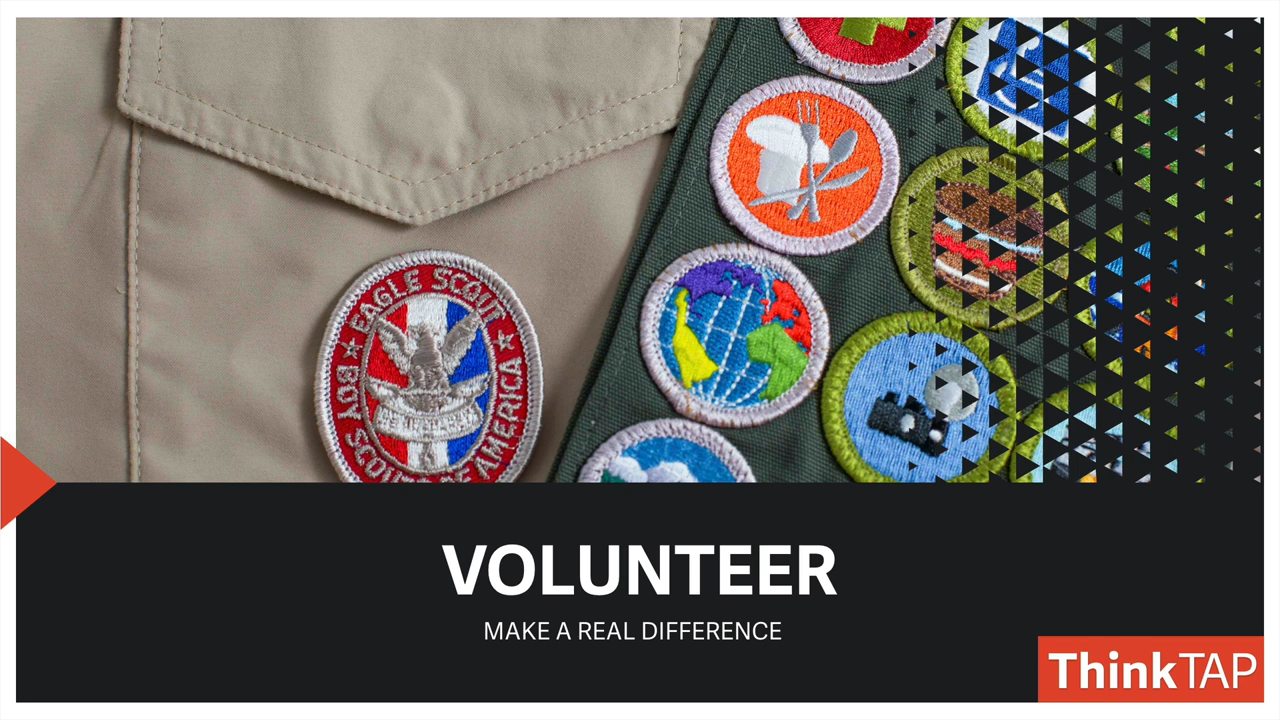 EAGLE SCOUT
BOY SCOUTS OF AMERICA
VOLUNTEER
MAKE A REAL DIFFERENCE
ThinkTAP